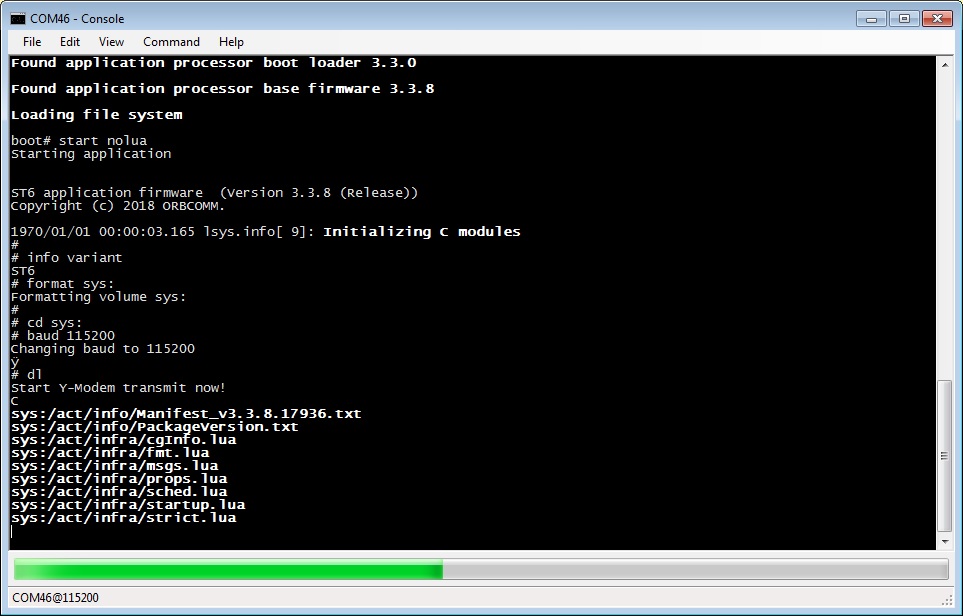 COM46 - Console
File Edit View Command Help
Found application processor boot loader 3.3.0
Found application processor base firmware 3.3.8
Loading file system
boot# start nolua
Starting application
ST6 application firmware  (Version 3.3.8 (Release))
Copyright (c) 2018 ORBCOMM.
1970/01/01 00:00:03.165 lsys.info[ 9]: Initializing C modules
#
# info variant
ST6
# format sys:
Formatting volume sys:
#
# cd sys:
# baud 115200
Changing baud to 115200
ÿ
# dl
Start Y-Modem transmit now!
C
sys:/act/info/Manifest_v3.3.8.17936.txt
sys:/act/info/PackageVersion.txt
sys:/act/infra/cgInfo.lua
sys:/act/infra/fmt.lua
sys:/act/infra/msgs.lua
sys:/act/infra/props.lua
sys:/act/infra/sched.lua
sys:/act/infra/startup.lua
sys:/act/infra/strict.lua
COM46@115200